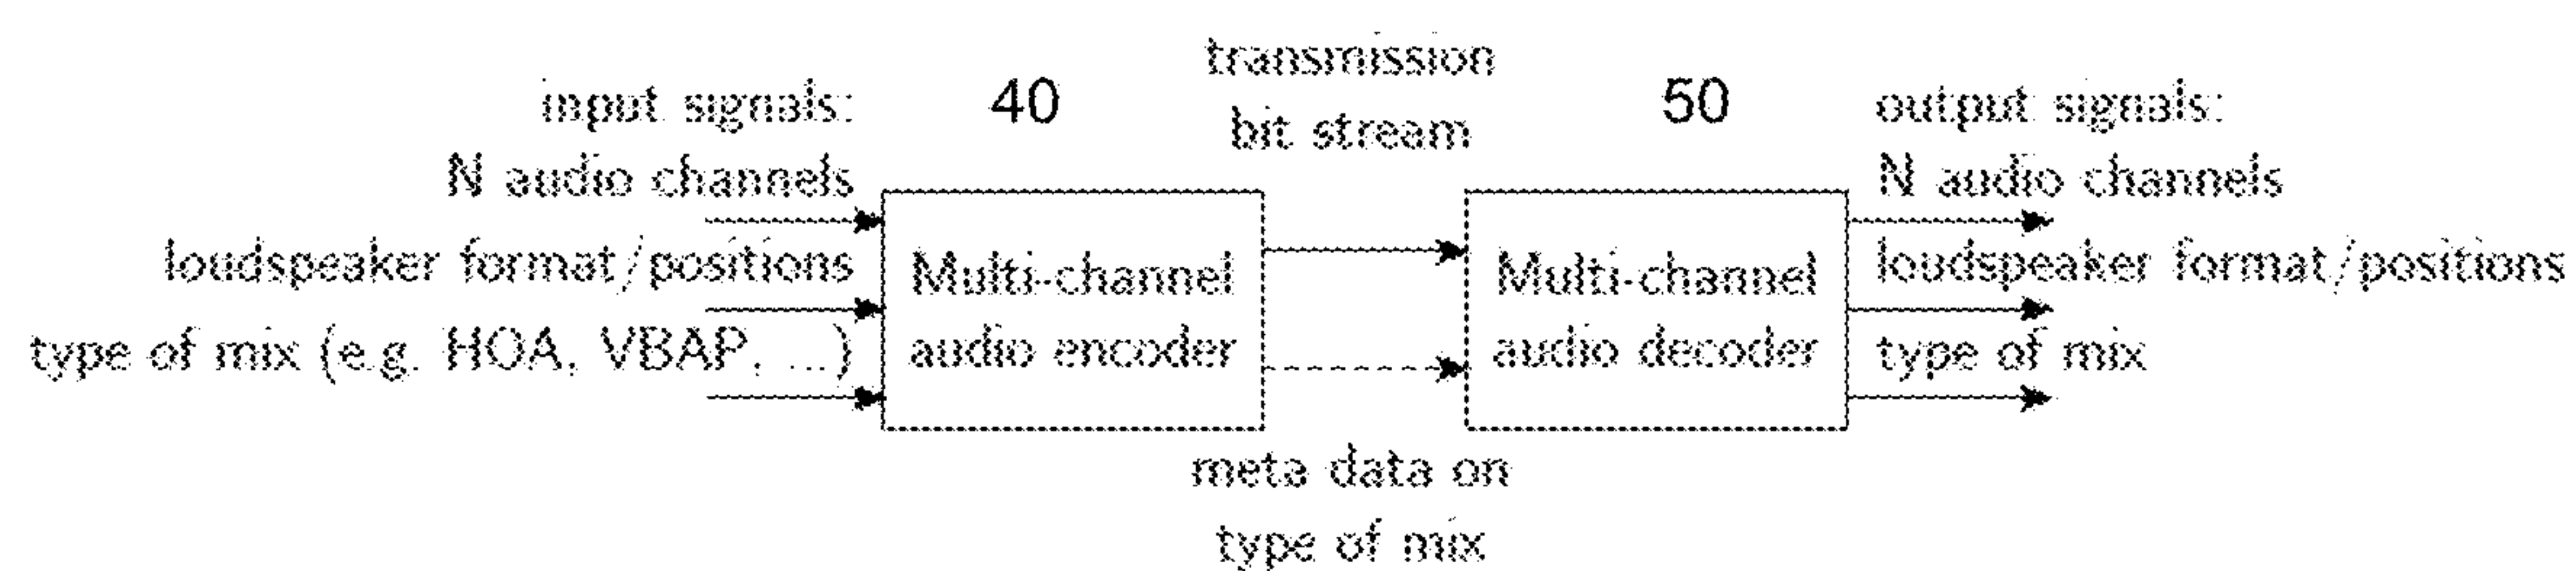 input signals:
N audio channels
loudspeaker format/positions
type of mix (e.g. HOA, VBAP, ...)
40
Multi-channel
audio encoder
transmission
bit stream
meta data on
type of mix
50
Multi-channel
audio decoder
output signals:
N audio channels
loudspeaker format/positions
type of mix